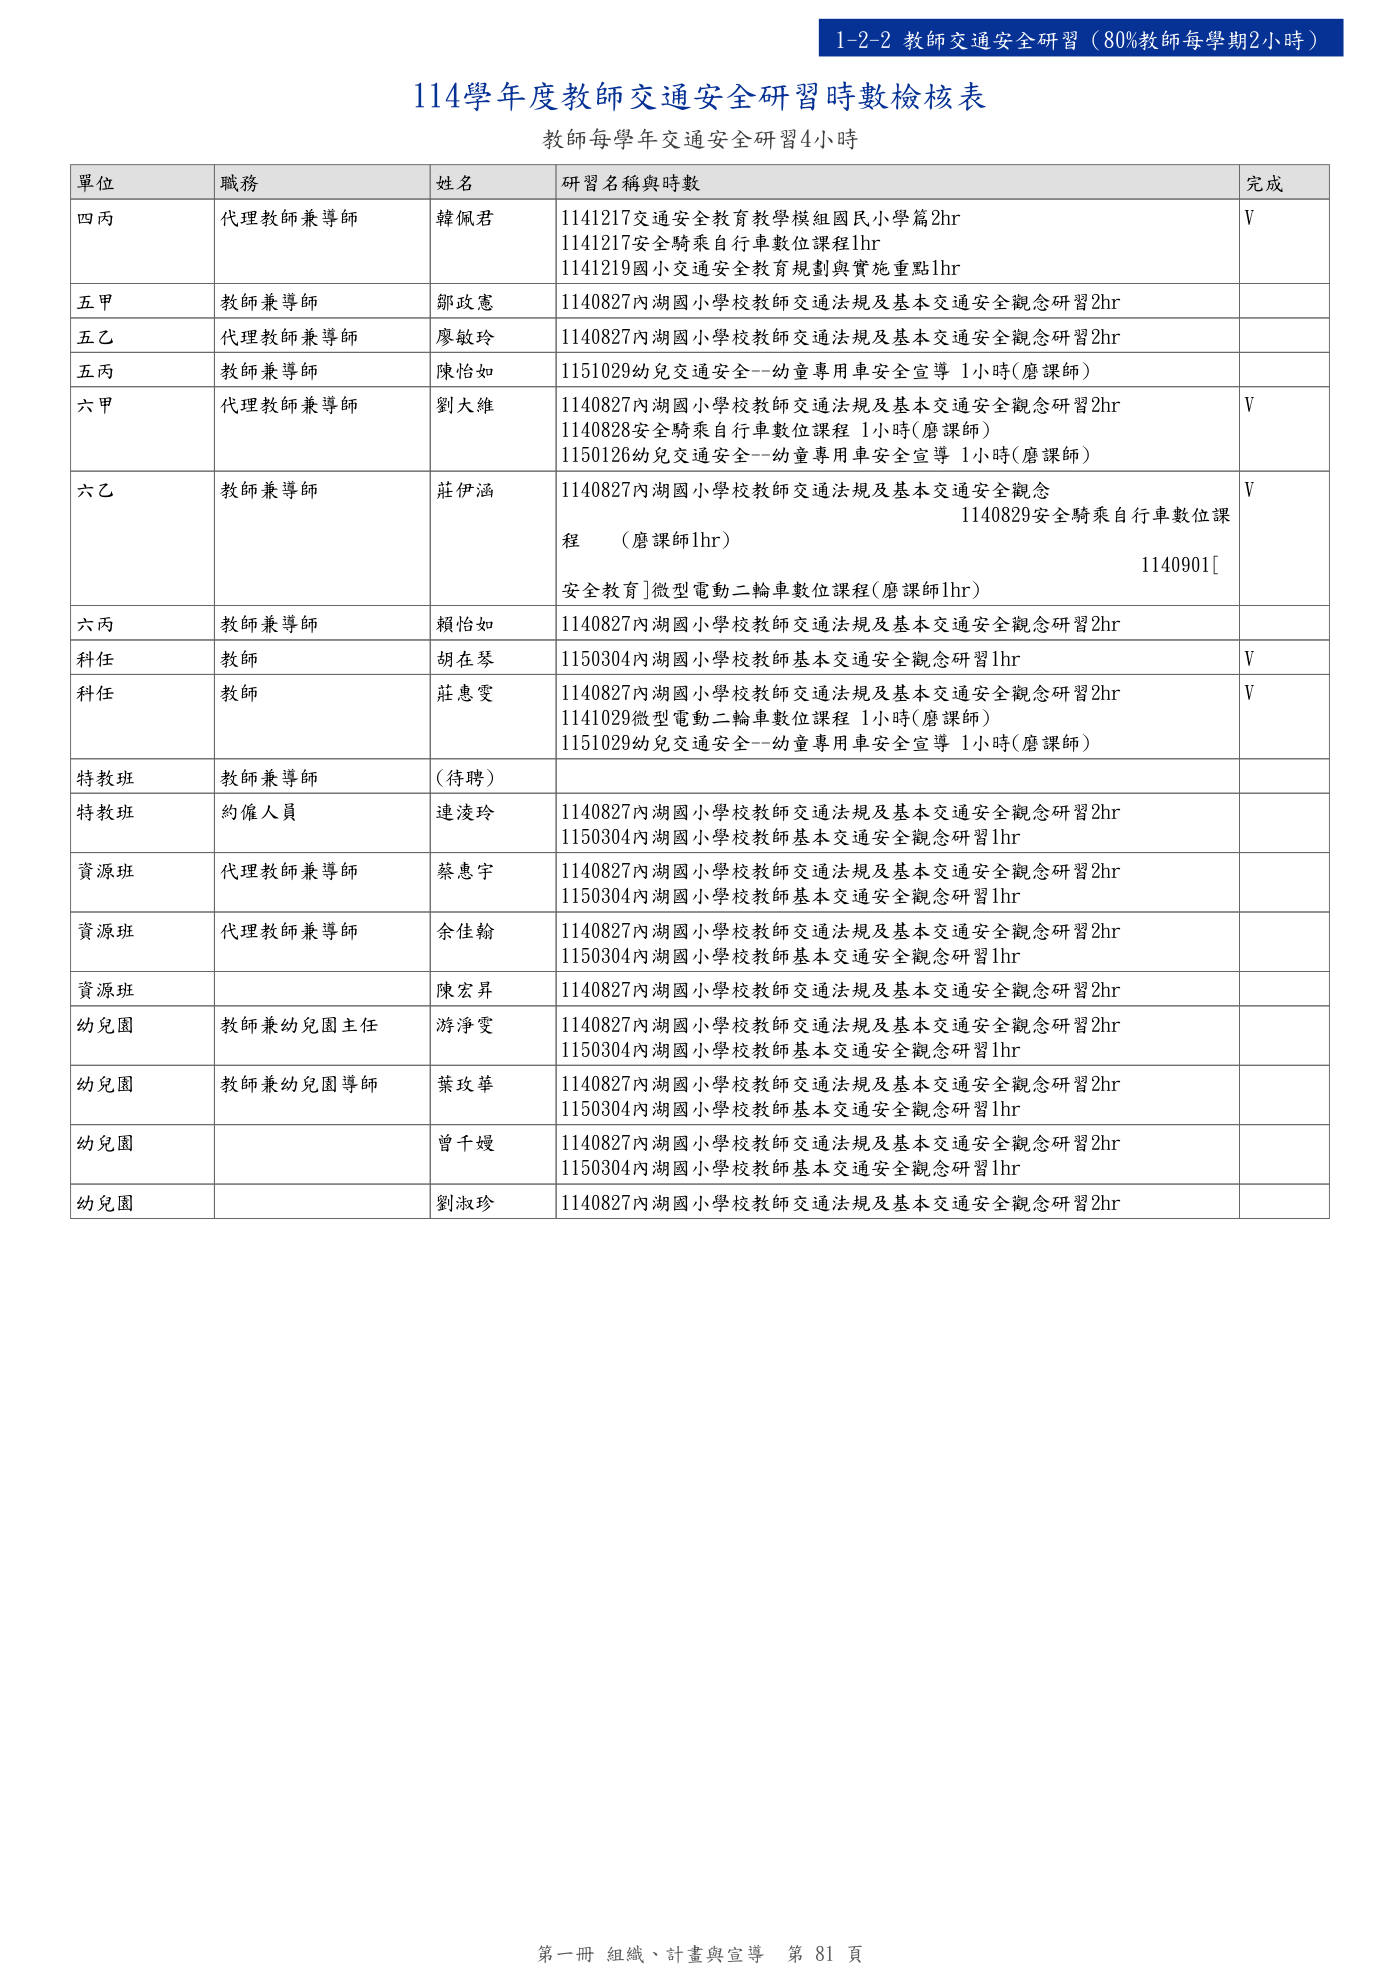 1-2-2 教師交通安全研習（80%教師每學期2小時）
114學年度教師交通安全研習時數檢核表
教師每學年交通安全研習4小時
單位 職務 姓名 研習名稱與時數 完成
四丙 代理教師兼導師 韓佩君 1141217交通安全教育教學模組國民小學篇2hr V
1141217安全騎乘自行車數位課程1hr
1141219國小交通安全教育規劃與實施重點1hr
五甲 教師兼導師 鄒政憲 1140827內湖國小學校教師交通法規及基本交通安全觀念研習2hr
五乙 代理教師兼導師 廖敏玲 1140827內湖國小學校教師交通法規及基本交通安全觀念研習2hr
五丙 教師兼導師 陳怡如 1151029幼兒交通安全--幼童專用車安全宣導 1小時(磨課師)
六甲 代理教師兼導師 劉大維 1140827內湖國小學校教師交通法規及基本交通安全觀念研習2hr V
1140828安全騎乘自行車數位課程 1小時(磨課師)
1150126幼兒交通安全--幼童專用車安全宣導 1小時(磨課師)
六乙 教師兼導師 莊伊涵 1140827內湖國小學校教師交通法規及基本交通安全觀念 V
1140829安全騎乘自行車數位課
程 （磨課師1hr）
1140901[
安全教育]微型電動二輪車數位課程(磨課師1hr)
六丙 教師兼導師 賴怡如 1140827內湖國小學校教師交通法規及基本交通安全觀念研習2hr
科任 教師 胡在琴 1150304內湖國小學校教師基本交通安全觀念研習1hr V
科任 教師 莊惠雯 1140827內湖國小學校教師交通法規及基本交通安全觀念研習2hr V
1141029微型電動二輪車數位課程 1小時(磨課師)
1151029幼兒交通安全--幼童專用車安全宣導 1小時(磨課師)
特教班 教師兼導師 (待聘)
特教班 約僱人員 連淩玲 1140827內湖國小學校教師交通法規及基本交通安全觀念研習2hr
1150304內湖國小學校教師基本交通安全觀念研習1hr
資源班 代理教師兼導師 蔡惠宇 1140827內湖國小學校教師交通法規及基本交通安全觀念研習2hr
1150304內湖國小學校教師基本交通安全觀念研習1hr
資源班 代理教師兼導師 余佳翰 1140827內湖國小學校教師交通法規及基本交通安全觀念研習2hr
1150304內湖國小學校教師基本交通安全觀念研習1hr
資源班 陳宏昇 1140827內湖國小學校教師交通法規及基本交通安全觀念研習2hr
幼兒園 教師兼幼兒園主任 游淨雯 1140827內湖國小學校教師交通法規及基本交通安全觀念研習2hr
1150304內湖國小學校教師基本交通安全觀念研習1hr
幼兒園 教師兼幼兒園導師 葉玫華 1140827內湖國小學校教師交通法規及基本交通安全觀念研習2hr
1150304內湖國小學校教師基本交通安全觀念研習1hr
幼兒園 曾千嫚 1140827內湖國小學校教師交通法規及基本交通安全觀念研習2hr
1150304內湖國小學校教師基本交通安全觀念研習1hr
幼兒園 劉淑珍 1140827內湖國小學校教師交通法規及基本交通安全觀念研習2hr
第一冊 組織、計畫與宣導 第 81 頁